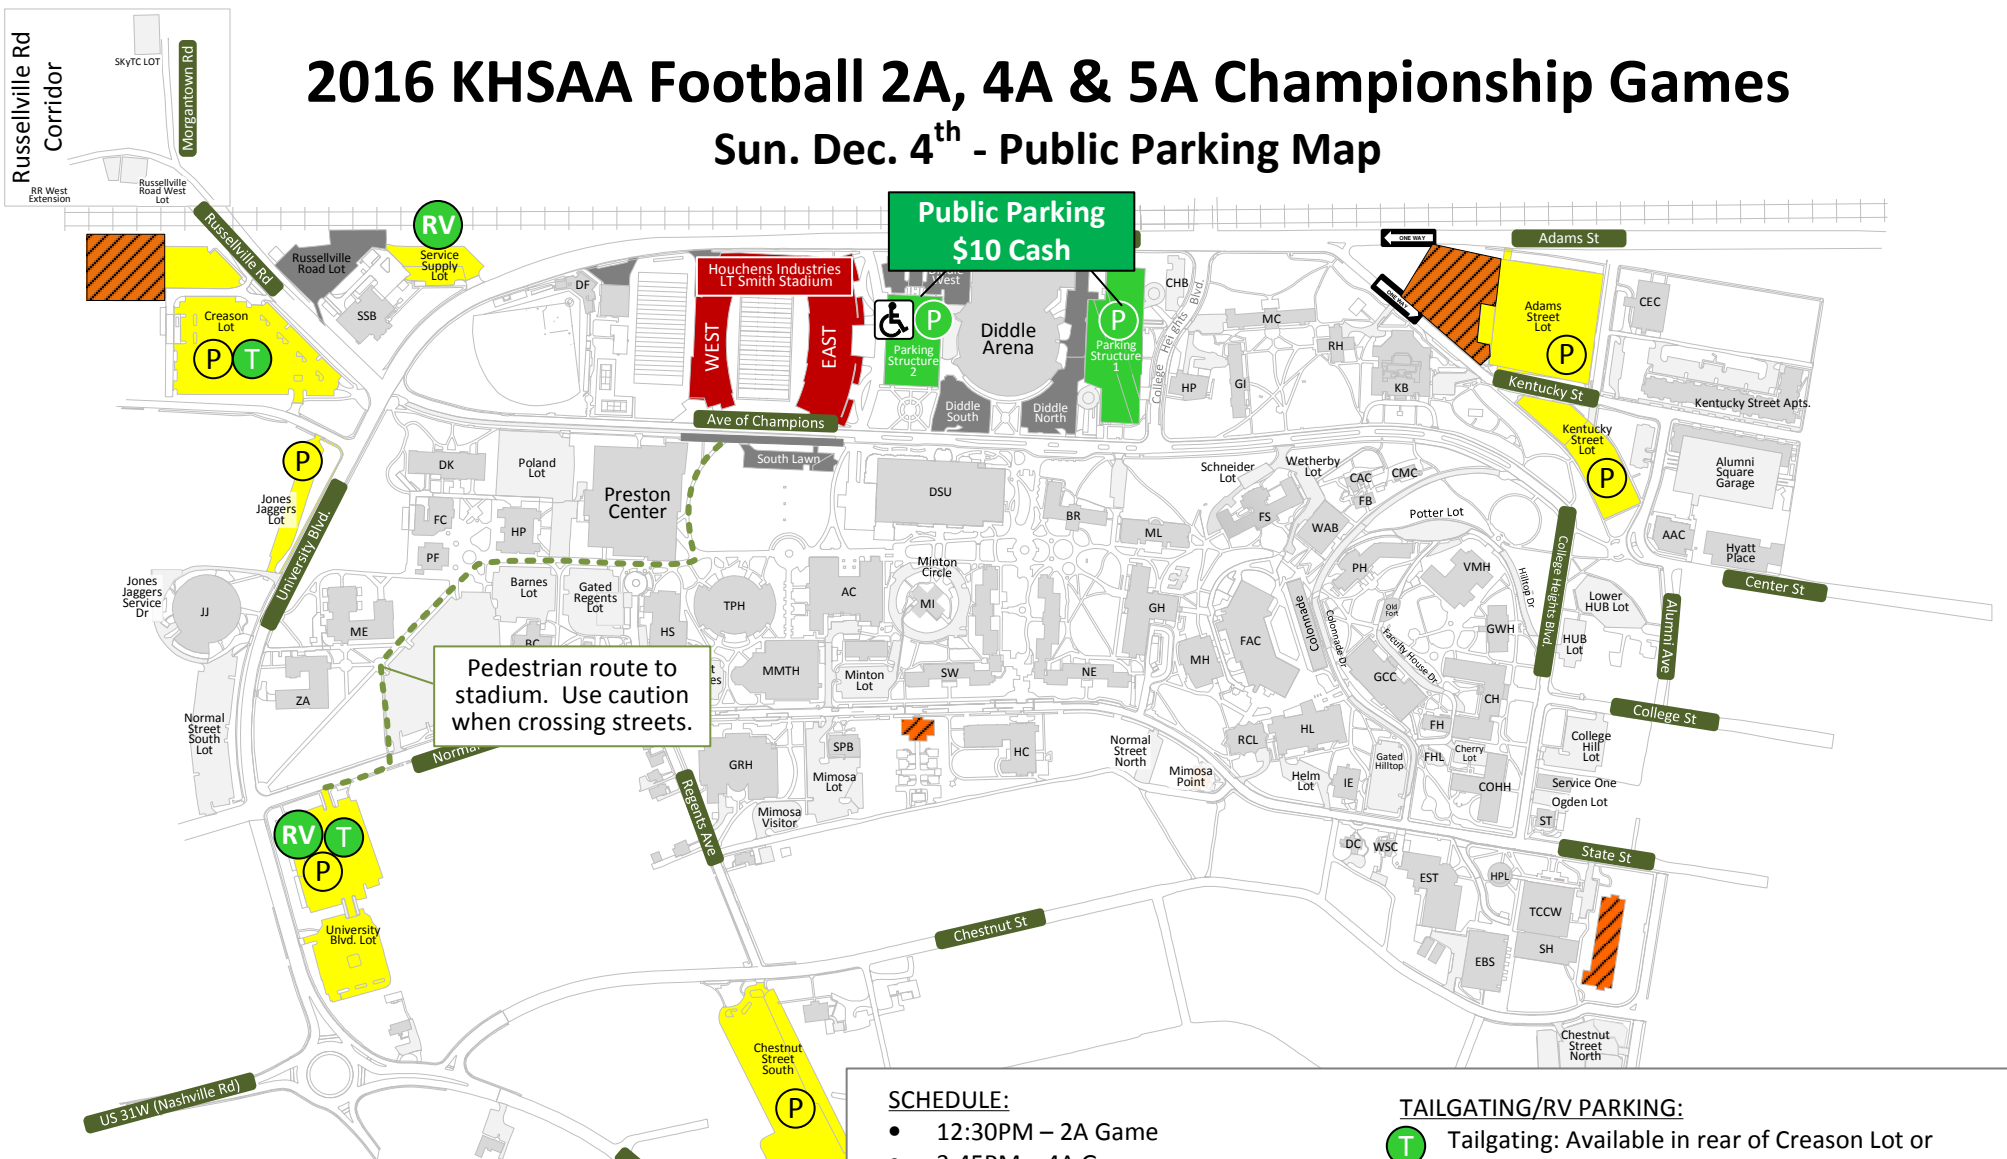 2016 KHSAA Football 2A, 4A & 5A Championship Games
Sun. Dec. 4th - Public Parking Map
Russellville Rd
Corridor
SKyTC LOT
Morgantown Rd
RR West
Extension
Russellville
Road West
Lot
Russellville Rd
Russellville
Road Lot
RV
Service
Supply
Lot
SSB
Creason
Lot
P
T
DF
Houchens Industries
LT Smith Stadium
WEST
EAST
Ave of Champions
Public Parking
$10 Cash
West
P
Parking
Structure
2
Diddle
Arena
P
Parking
Structure
1
Diddle
South
Diddle
North
CHB
College Heights Blvd.
MC
HP
GI
RH
KB
ONE WAY
ONE WAY
Adams St
Adams
Street
Lot
P
CEC
Kentucky St
Kentucky Street Apts.
Kentucky
Street
Lot
P
Alumni
Square
Garage
AAC
Hyatt
Place
Center St
P
Jones
Jaggers
Lot
University Blvd.
DK
Poland
Lot
Preston
Center
South Lawn
DSU
FC
HP
PF
BR
ML
Schneider
Lot
Wetherby
Lot
CAC
CMC
FB
FS
WAB
Potter Lot
College Heights Blvd.
Jones
Jaggers
Service
Dr
JJ
ME
Barnes
Lot
Gated
Regents
Lot
BC
HS
TPH
AC
Minton
Circle
MI
GH
FAC
Colonnade
Colonnade Dr
PH
VMH
Hilltop Dr
Old
Fort
Faculty House Dr
GWH
Lower
HUB Lot
HUB
Lot
Alumni Ave
ZA
Pedestrian route to
stadium. Use caution
when crossing streets.
MMTH
Minton
Lot
SW
NE
MH
GCC
CH
College St
Normal
Street
South
Lot
GRH
SPB
Mimosa
Lot
Mimosa
Visitor
HC
Normal
Street
North
Mimosa
Point
RCL
HL
Helm
Lot
IE
Gated
Hilltop
FH
FHL
Cherry
Lot
COHH
College
Hill
Lot
Service One
Ogden Lot
ST
Regents Ave
RV
T
P
University
Blvd. Lot
DC
WSC
EST
HPL
State St
TCCW
SH
EBS
Chestnut St
Chestnut
Street
North
US 31W (Nashville Rd)
Chestnut
Street
South
P
SCHEDULE:
• 12:30PM – 2A Game
TAILGATING/RV PARKING:
T Tailgating: Available in rear of Creason Lot or